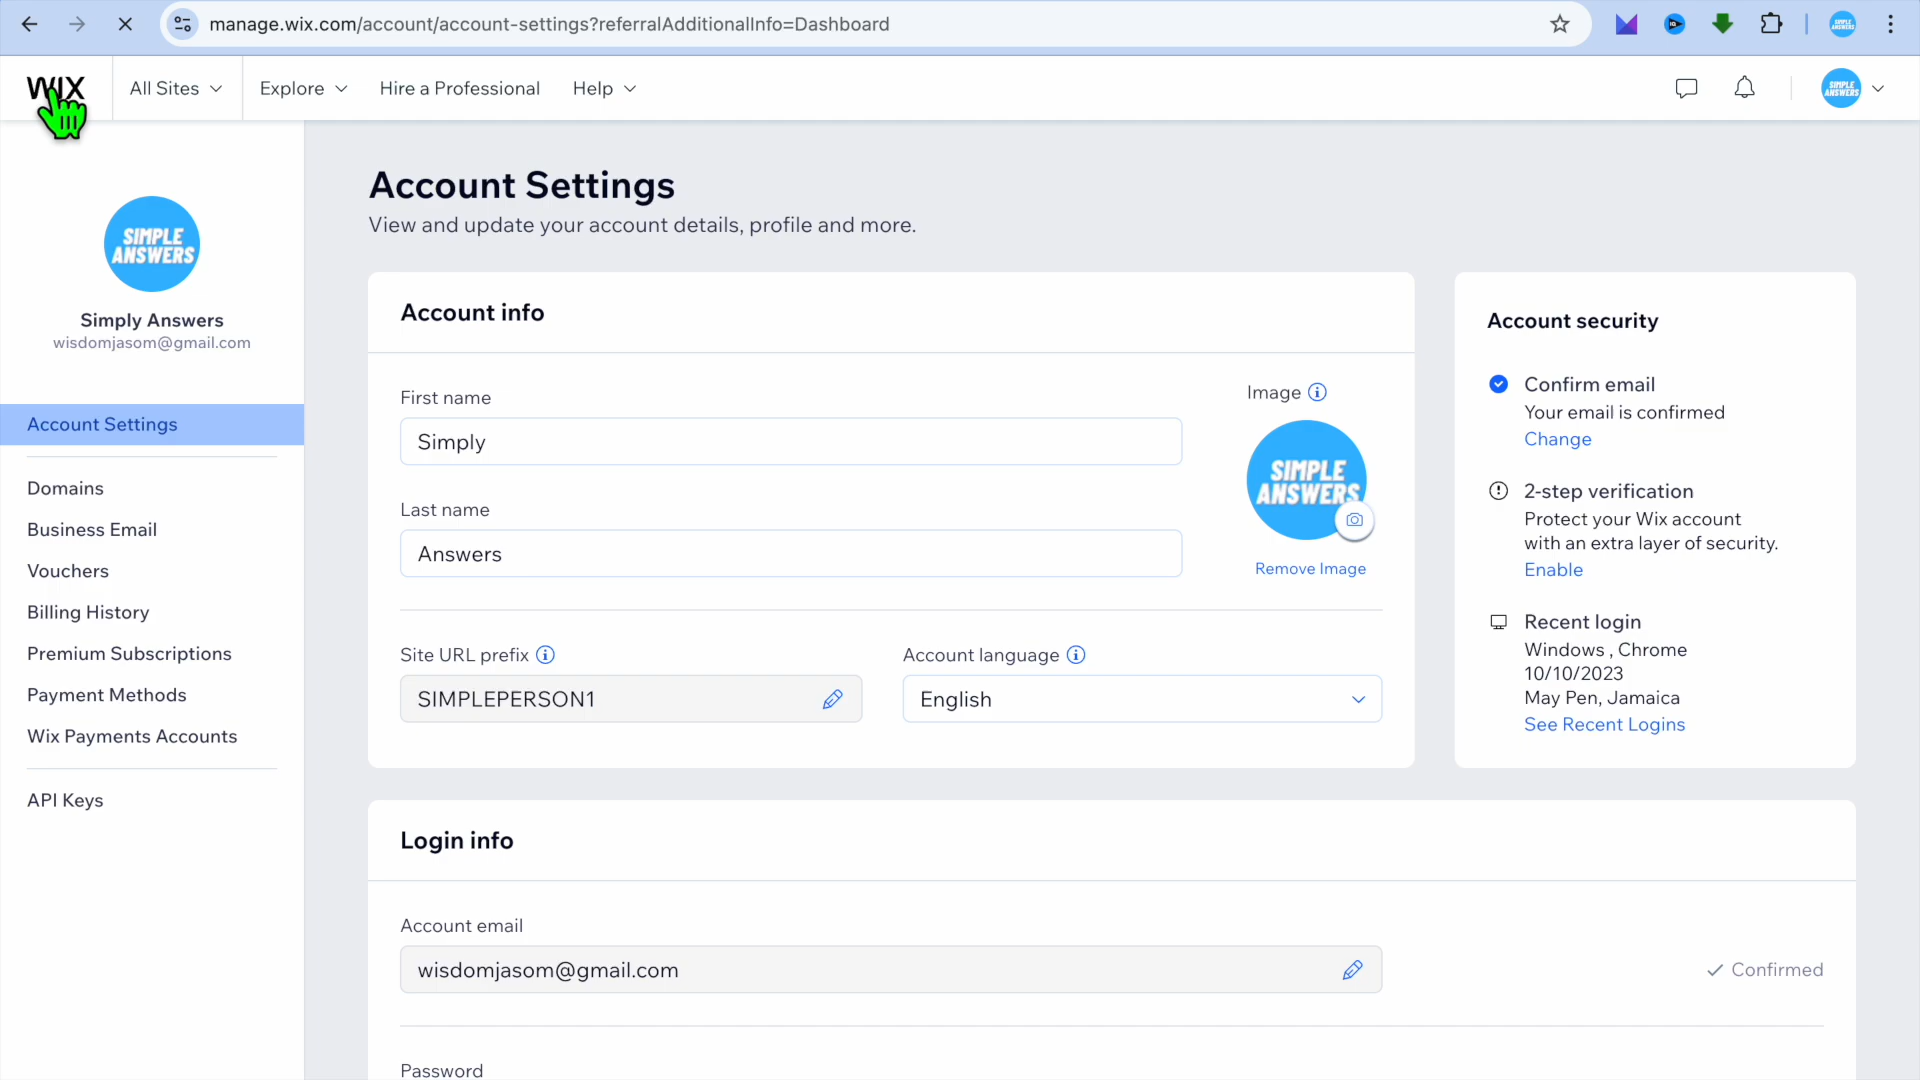 manage.wix.com/account/account-settings?referralAdditionalInfo=Dashboard
WIX
All Sites
Explore
Hire a Professional
Help
SIMPLE
ANSWERS
Simply Answers
wisdomjasom@gmail.com
Account Settings
Domains
Business Email
Vouchers
Billing History
Premium Subscriptions
Payment Methods
Wix Payments Accounts
API Keys
Account Settings
View and update your account details, profile and more.
Account info
First name
Simply
Last name
Answers
Image
SIMPLE
ANSWERS
Remove Image
Site URL prefix
SIMPLEPERSON1
Account language
English
Account security
Confirm email
Your email is confirmed
Change
2-step verification
Protect your Wix account
with an extra layer of security.
Enable
Recent login
Windows , Chrome
10/10/2023
May Pen, Jamaica
See Recent Logins
Login info
Account email
wisdomjasom@gmail.com
Confirmed
Password
SIMPLE
ANSWERS
SIMPLE
ANSWERS